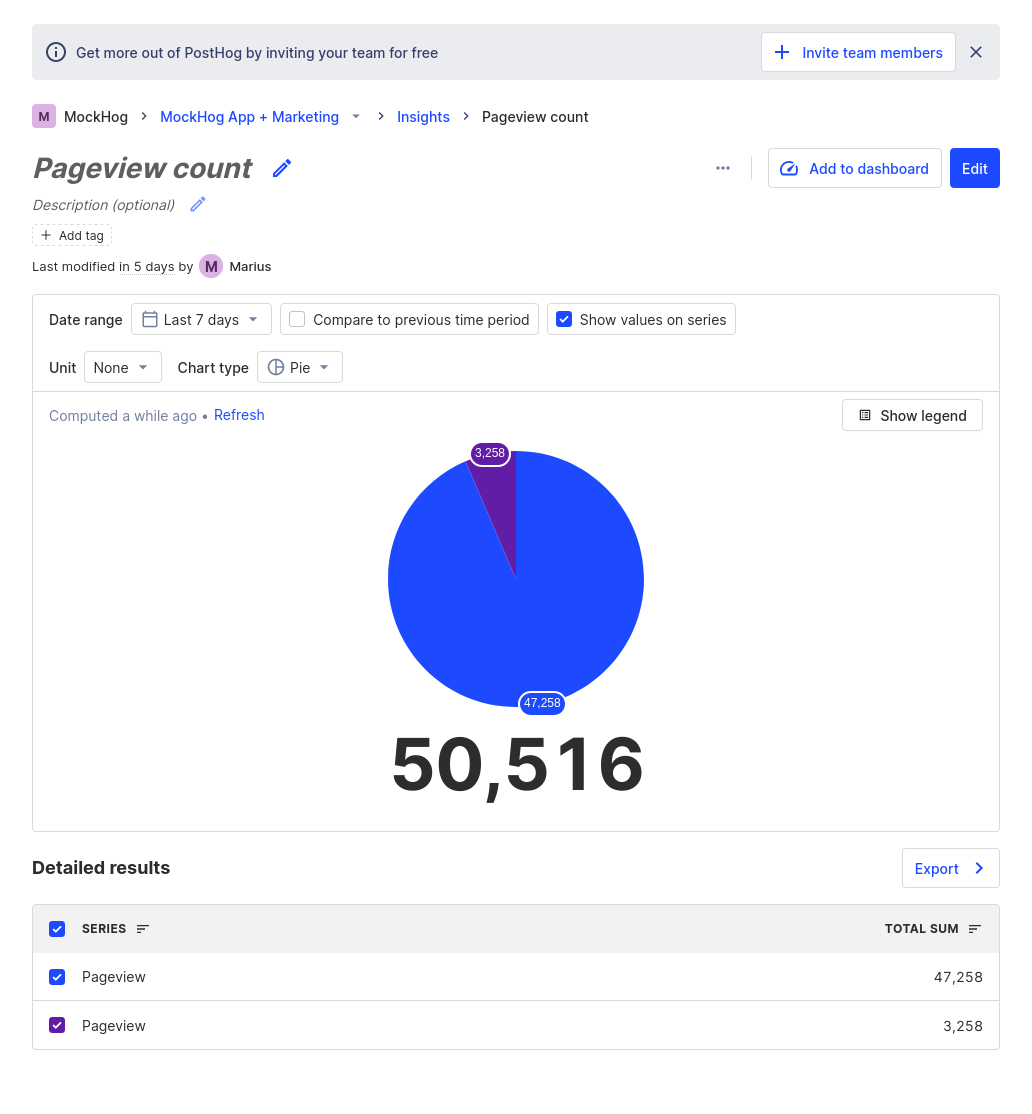 Get more out of PostHog by inviting your team for free
Invite team members
M MockHog MockHog App + Marketing Insights Pageview count
Pageview count
Add to dashboard
Edit
Description (optional)
Add tag
Last modified in 5 days by M Marius
Date range Last 7 days Compare to previous time period Show values on series
Unit None Chart type Pie
Computed a while ago • Refresh
Show legend
3,258
47,258
50,516
Detailed results
Export
SERIES TOTAL SUM
Pageview 47,258
Pageview 3,258